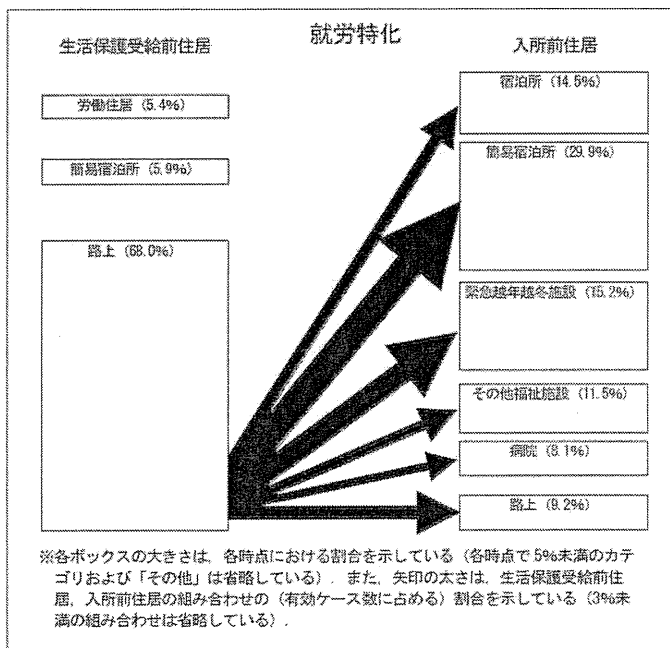 就労特化
生活保護受給前住居
労働住居 (5.4%)
簡易宿泊所 (5.9%)
路上 (68.0%)
入所前住居
宿泊所 (14.5%)
簡易宿泊所 (29.9%)
緊急越年越冬施設 (15.2%)
その他福祉施設 (11.5%)
病院 (8.1%)
路上 (9.2%)
※各ボックスの大きさは，各時点における割合を示している（各時点で5%未満のカテ
ゴリおよび「その他」は省略している）．また，矢印の太さは，生活保護受給前住
居，入所前住居の組み合わせの（有効ケース数に占める）割合を示している（3%未
満の組み合わせは省略している）．